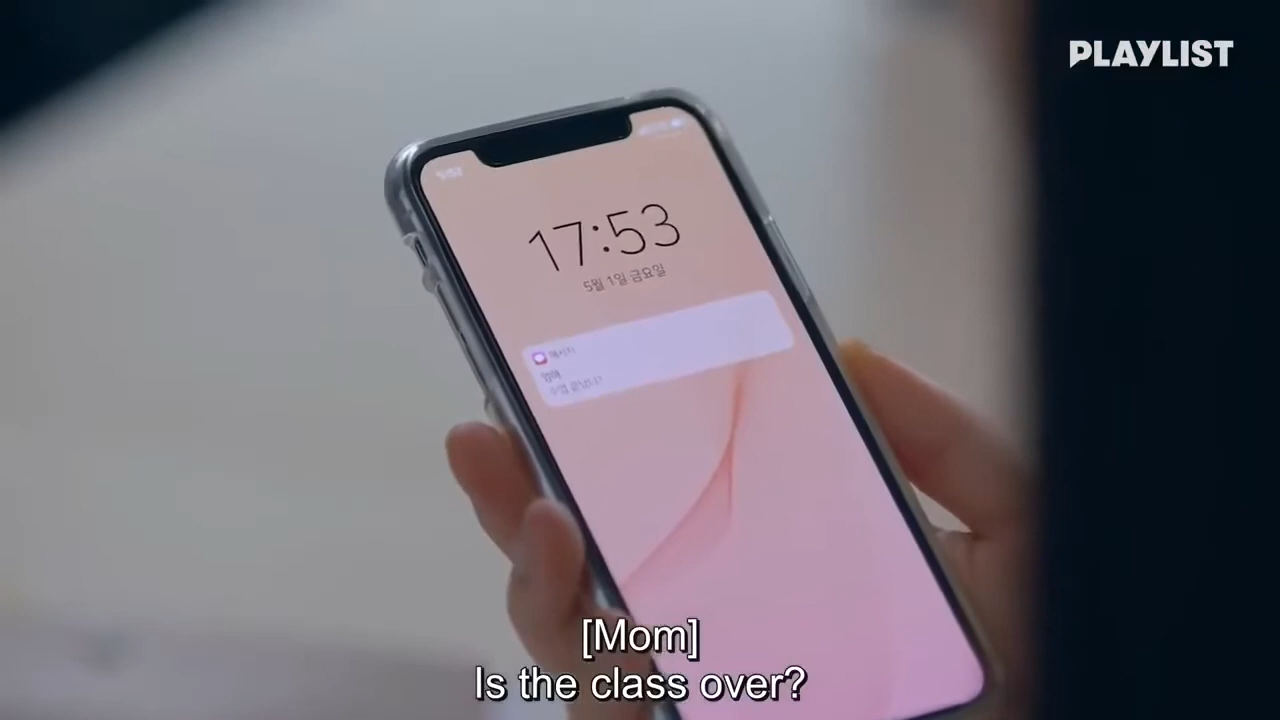 PLAYLIST
17:53
5월 1일 금요일
메시지
엄마
수업 끝났니?
[Mom]
Is the class over?